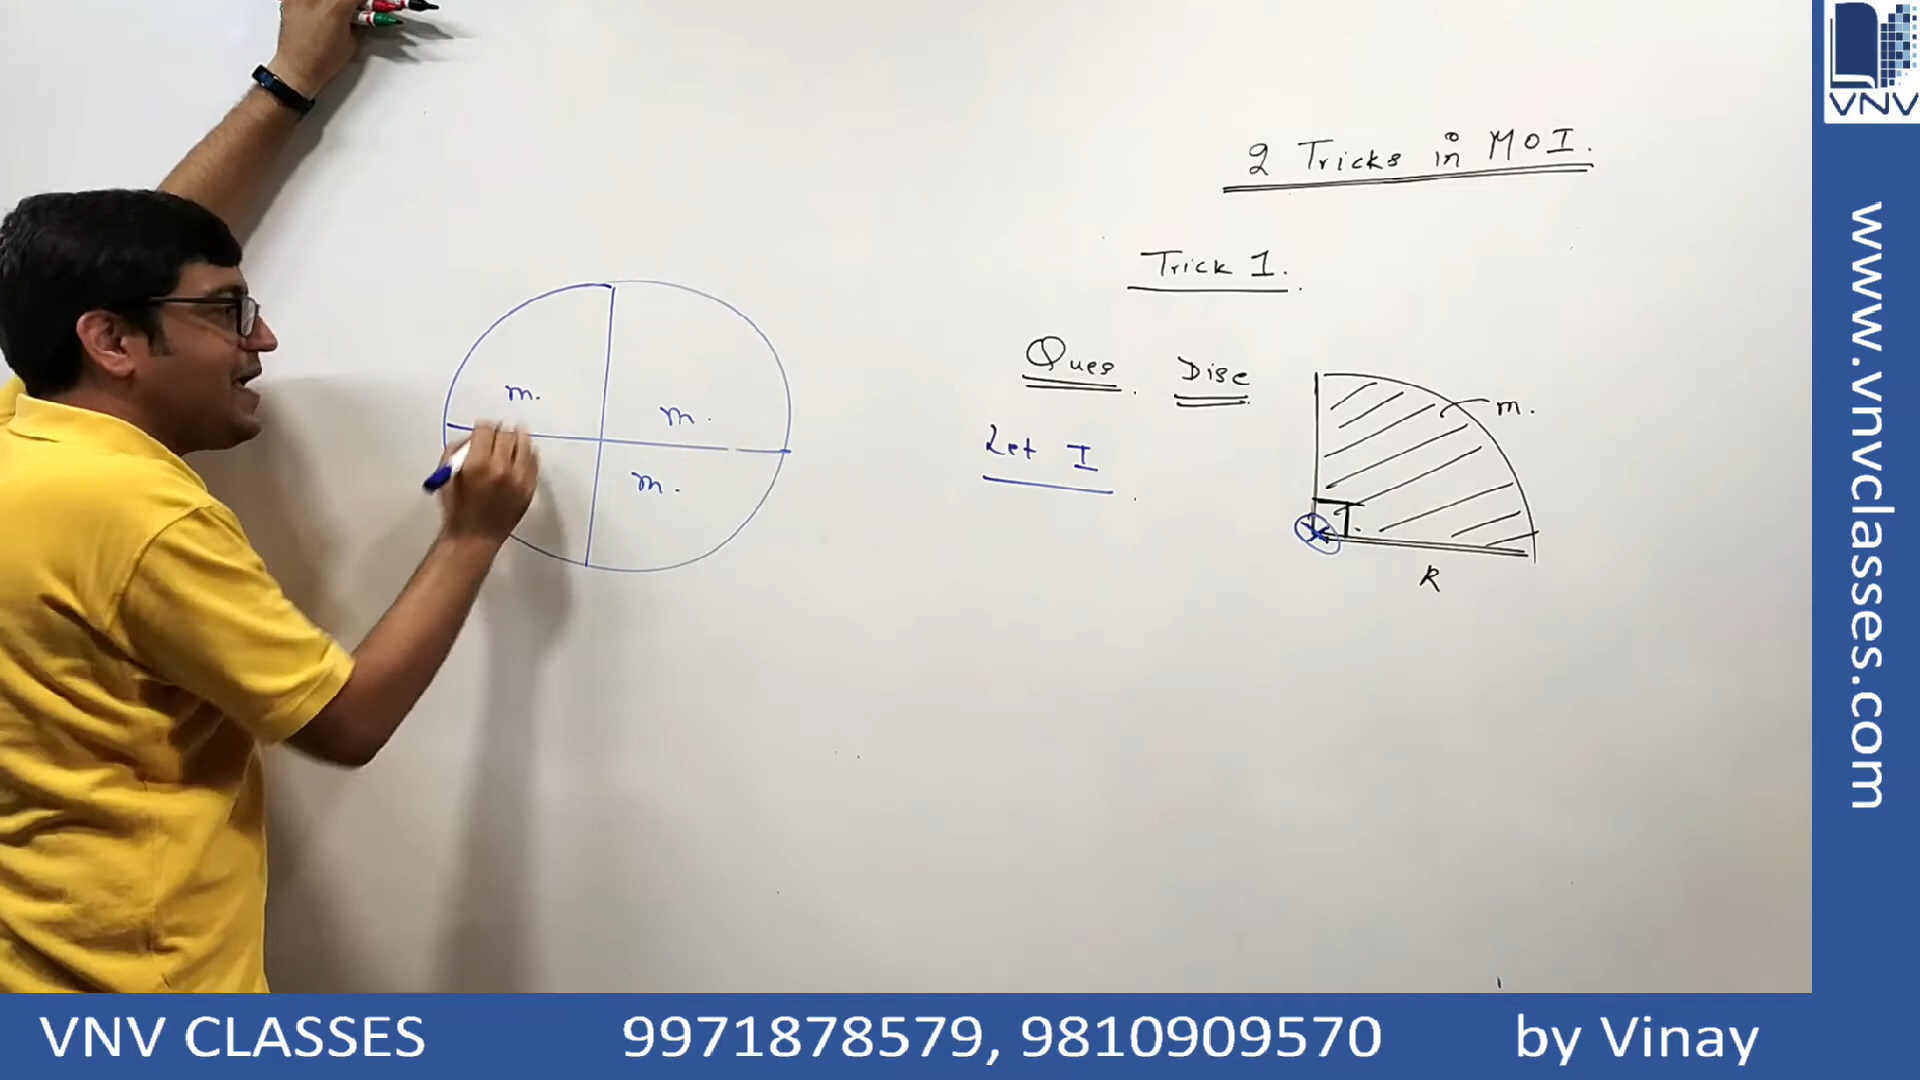 2 Tricks in MOI.
Trick 1.
Ques Disc
m.
Let I
R
m. m.
m.
VNV
www.vnvclasses.com
VNV CLASSES 9971878579, 9810909570 by Vinay